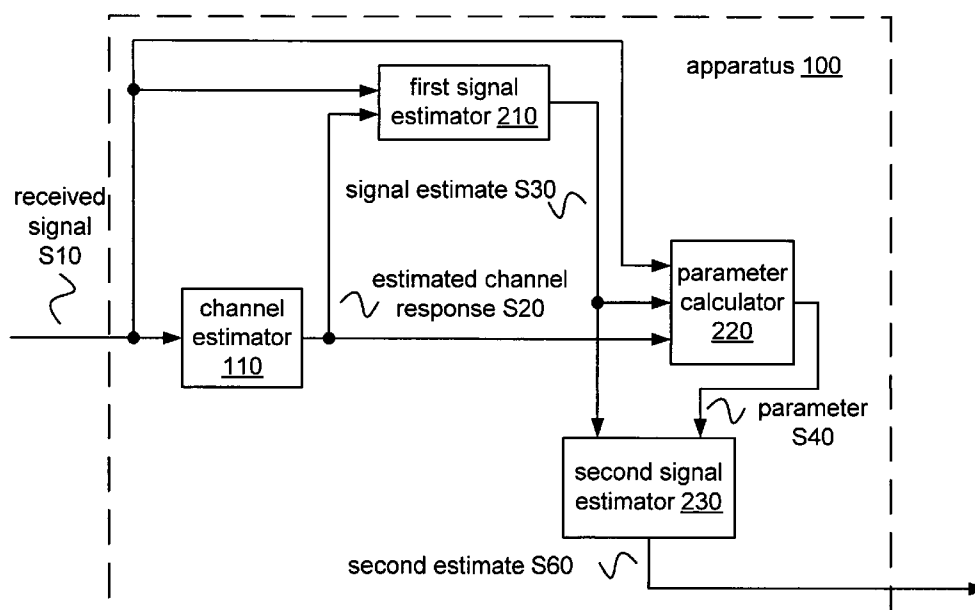 apparatus 100
first signal
estimator 210
signal estimate S30
received
signal
S10
estimated channel
response S20
channel
estimator
110
parameter
calculator
220
parameter
S40
second signal
estimator 230
second estimate S60